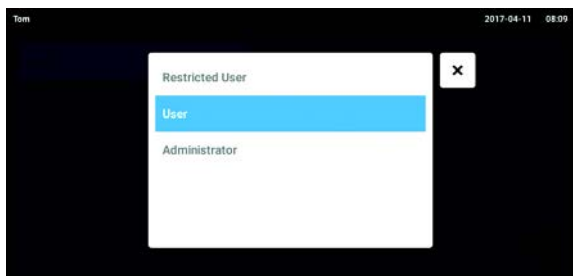 Tom 2017-04-11 08:09
Restricted User
User
Administrator